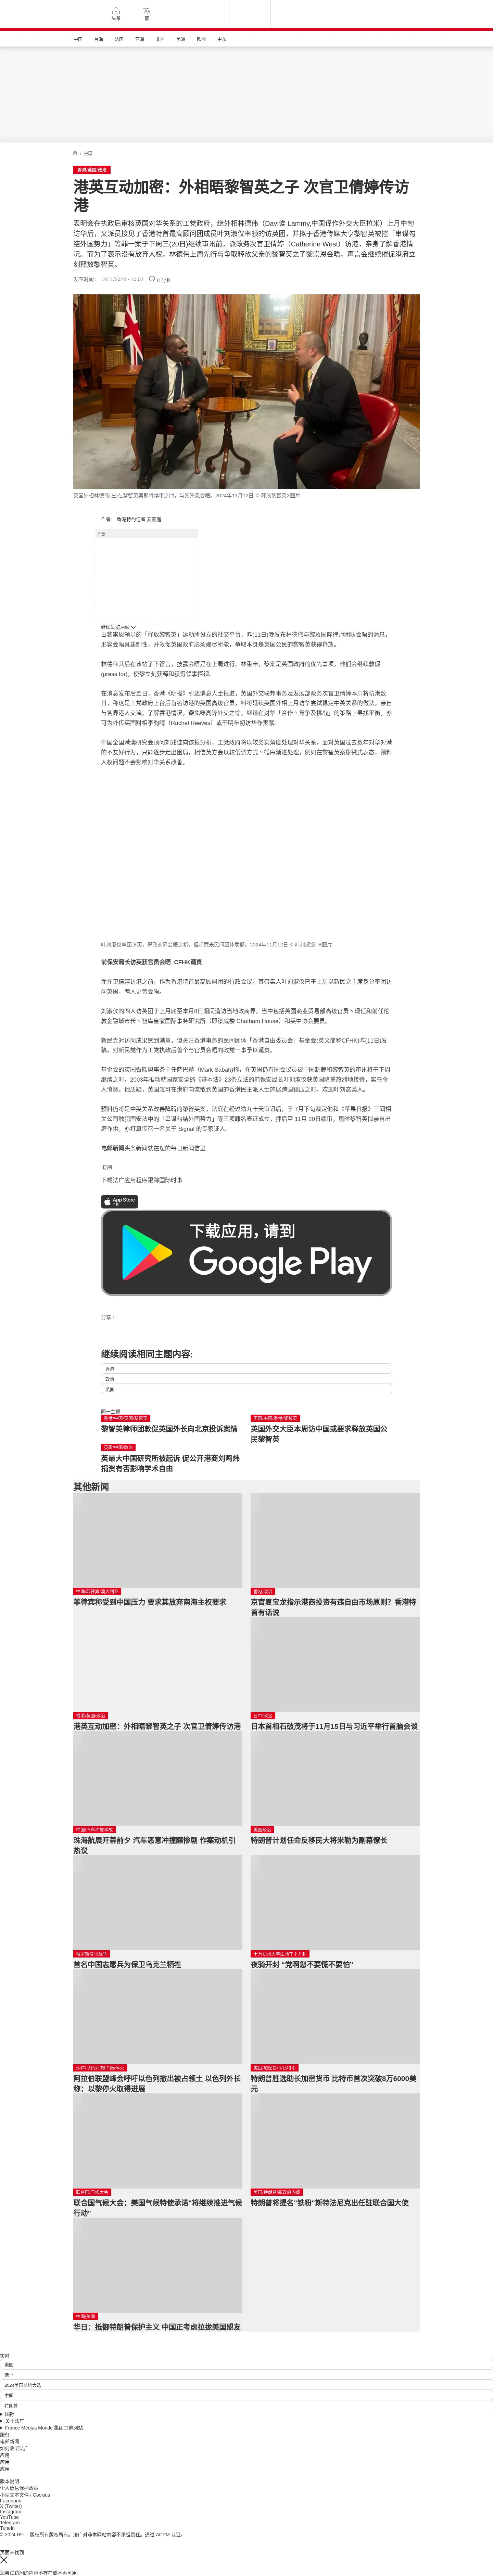 头条
繁
中国
台海
法国
亚洲
非洲
美洲
欧洲
中东
/ 中国
香港/英国/政治
港英互动加密：外相晤黎智英之子 次官卫倩婷传访港
表明会在执政后审核英国对华关系的工党政府，继外相林德伟（Davi读 Lammy,中国译作外交大臣拉米）上月中旬访华后，又派员接见了香港特首最高顾问团成员叶刘淑仪率领的访英团，并拟于香港传媒大亨黎智英被控「串谋勾结外国势力」等罪一案于下周三(20日)继续审讯前，派政务次官卫倩婷（Catherine West）访港，亲身了解香港情况。而为了表示没有放弃人权，林德伟上周先行与争取释放父亲的黎智英之子黎崇恩会晤，声言会继续催促港府立刻释放黎智英。
发表时间： 12/11/2024 - 10:02
6 分钟
英国外相林德伟(左)在黎智英案即将续审之时，与黎崇恩会晤。2024年11月12日 © 释放黎智英X图片
作者： 香港特约记者 麦燕庭
广告
继续浏览后续
由黎崇恩领导的「释放黎智英」运动所设立的社交平台，昨(11日)晚发布林德伟与黎及国际律师团队会晤的消息，形容会晤具建制性，并敦促英国政府必须竭尽所能，争取本身是英国公民的黎智英获得释放。
林德伟其后在该帖子下留言，披露会晤是在上周进行。林重申，黎案是英国政府的优先事项，他们会继续敦促(press for)，使黎立刻获释和获得领事探视。
在消息发布后翌日，香港《明报》引述消息人士报道，英国外交联邦事务及发展部政务次官卫倩婷本周将访港数日，称这是工党政府上台后首名访港的英国高级官员，料将延续英国外相上月访华尝试稳定中英关系的做法，亲自与各界港人交流，了解香港情况，避免味高锋外交之馀，继续在对华「合作丶竞争及挑战」的策略上寻找平衡，亦可为外传英国财相李韵晴（Rachel Reeves）或于明年初访华作贵献。
中国全国港澳研究会顾问刘兆佳向该报分析，工党政府将以较务实角度处理对华关系，面对英国过去数年对华对港的不友好行为，只能逐步走出困局，相信英方会以较低调方式丶循序渐进处理，例如在黎智英案象徵式表态，预料人权问题不会影响对华关系改善。
叶刘淑仪率团访英，得政商界会晤之机，但却惹来民间团体质疑。2024年11月12日 © 叶刘淑仪FB图片
前保安局长访英获官员会晤  CFHK谴责
而在卫倩婷访港之前，作为香港特首最高顾问团的行政会议，其召集人叶刘淑仪已于上周以新民党主席身分率团访问英国，两人更曾会晤。
刘淑仪的四人访英团于上月底至本月8日期间造访当地政商界，当中包括英国商业贸易部高级官员丶现任和前任伦敦金融城市长丶智库皇家国际事务研究所（即漆咸楼 Chatham House）和英中协会要员。
新民党对访问成果感到满意，但关注香港事务的民间团体「香港自由委员会」基金会(英文简称CFHK)昨(11日)发稿，对新民党作为工党执政后首个与官员会晤的政党一事予以谴责。
基金会的英国暨欧盟事务主任萨巴赫（Mark Sabah)称，在英国仍有国会议员被中国制裁和黎智英的审讯将于下周继续之时，2003年推动就国家安全的《基本法》23条立法的前保安局长叶刘淑仪获英国隆重热烈地接待，实在令人愤慨。他质疑，英国怎可在港府向流散到英国的香港民主派人士施展跨国镇压之时，欢迎叶刘这类人。
预料仍将是中英关系改善障碍的黎智英案，法庭在经过逾九十天审讯后，于 7月下旬裁定他和《苹果日报》三间相关公司触犯国安法中的「串谋勾结外国势力」等三项罪名表证成立，押后至 11月 20日续审，届时黎智英拟亲自出庭作供，亦打算传召一名关于 Signal 的专家证人。
电邮新闻头条新闻就在您的每日新闻信里
订阅
下载法广应用程序跟踪国际时事
App Store
下载
下载应用，请到
Google Play
分享 :
继续阅读相同主题内容:
香港
政治
英国
同一主题
香港/中国/英国/黎智英
黎智英律师团敦促英国外长向北京投诉案情
英国/中国/香港/黎智英
英国外交大臣本周访中国或要求释放英国公民黎智英
英国/中国/政治
英最大中国研究所被起诉 促公开港商刘鸣炜捐资有否影响学术自由
其他新闻
中国/菲律宾/澳大利亚
菲律宾称受到中国压力 要求其放弃南海主权要求
香港/政治
京官夏宝龙指示港商投资有违自由市场原则？香港特首有话说
香港/英国/政治
港英互动加密：外相晤黎智英之子 次官卫倩婷传访港
日中/政治
日本首相石破茂将于11月15日与习近平举行首脑会谈
中国/汽车冲撞事故
珠海航展开幕前夕 汽车恶意冲撞釀惨剧 作案动机引热议
美国政治
特朗普计划任命反移民大将米勒为副幕僚长
俄罗斯侵乌战争
首名中国志愿兵为保卫乌克兰牺牲
十万郑州大学生骑车下开封
夜骑开封 “党啊您不要慌不要怕”
沙特/以色列/黎巴嫩/停火
阿拉伯联盟峰会呼吁以色列撤出被占领土 以色列外长称：以黎停火取得进展
美国/加密货币/比特币
特朗普胜选助长加密货币 比特币首次突破8万6000美元
联合国/气候大会
联合国气候大会：美国气候特使承诺“将继续推进气候行动”
美国/特朗普/新政府内阁
特朗普将提名"铁粉"斯特法尼克出任驻联合国大使
中国/美国
华日：抵御特朗普保护主义 中国正考虑拉拢美国盟友
实时
美国
选举
2024美国总统大选
中国
特朗普
国际
关于法广
France Médias Monde 集团其他网站
服务
电邮新闻
如何收听法广
应用
应用
应用
版本说明
个人信息保护政策
小型文本文件 / Cookies
Facebook
X (Twitter)
Instagram
YouTube
Telegram
TuneIn
© 2024 RFI – 版权所有版权所有。法广对非本网站内容不承担责任。通过 ACPM 认证。
页面未找到
您尝试访问的内容不存在或不再可用。